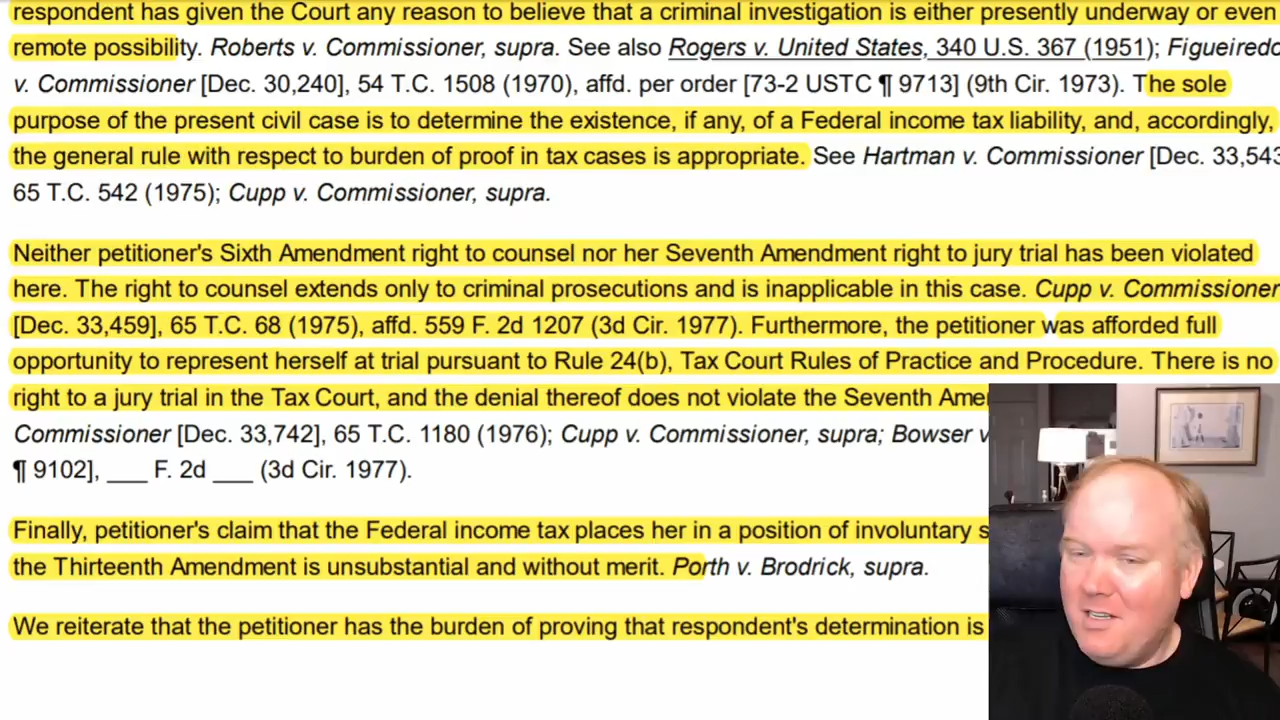 respondent has given the Court any reason to believe that a criminal investigation is either presently underway or even
remote possibility. Roberts v. Commissioner, supra. See also Rogers v. United States, 340 U.S. 367 (1951); Figueiredo
v. Commissioner [Dec. 30,240], 54 T.C. 1508 (1970), affd. per order [73-2 USTC ¶ 9713] (9th Cir. 1973). The sole
purpose of the present civil case is to determine the existence, if any, of a Federal income tax liability, and, accordingly,
the general rule with respect to burden of proof in tax cases is appropriate. See Hartman v. Commissioner [Dec. 33,543
65 T.C. 542 (1975); Cupp v. Commissioner, supra.
Neither petitioner's Sixth Amendment right to counsel nor her Seventh Amendment right to jury trial has been violated
here. The right to counsel extends only to criminal prosecutions and is inapplicable in this case. Cupp v. Commissioner
[Dec. 33,459], 65 T.C. 68 (1975), affd. 559 F. 2d 1207 (3d Cir. 1977). Furthermore, the petitioner was afforded full
opportunity to represent herself at trial pursuant to Rule 24(b), Tax Court Rules of Practice and Procedure. There is no
right to a jury trial in the Tax Court, and the denial thereof does not violate the Seventh Ame
Commissioner [Dec. 33,742], 65 T.C. 1180 (1976); Cupp v. Commissioner, supra; Bowser v
¶ 9102], ___ F. 2d ___ (3d Cir. 1977).
Finally, petitioner's claim that the Federal income tax places her in a position of involuntary s
the Thirteenth Amendment is unsubstantial and without merit. Porth v. Brodrick, supra.
We reiterate that the petitioner has the burden of proving that respondent's determination is